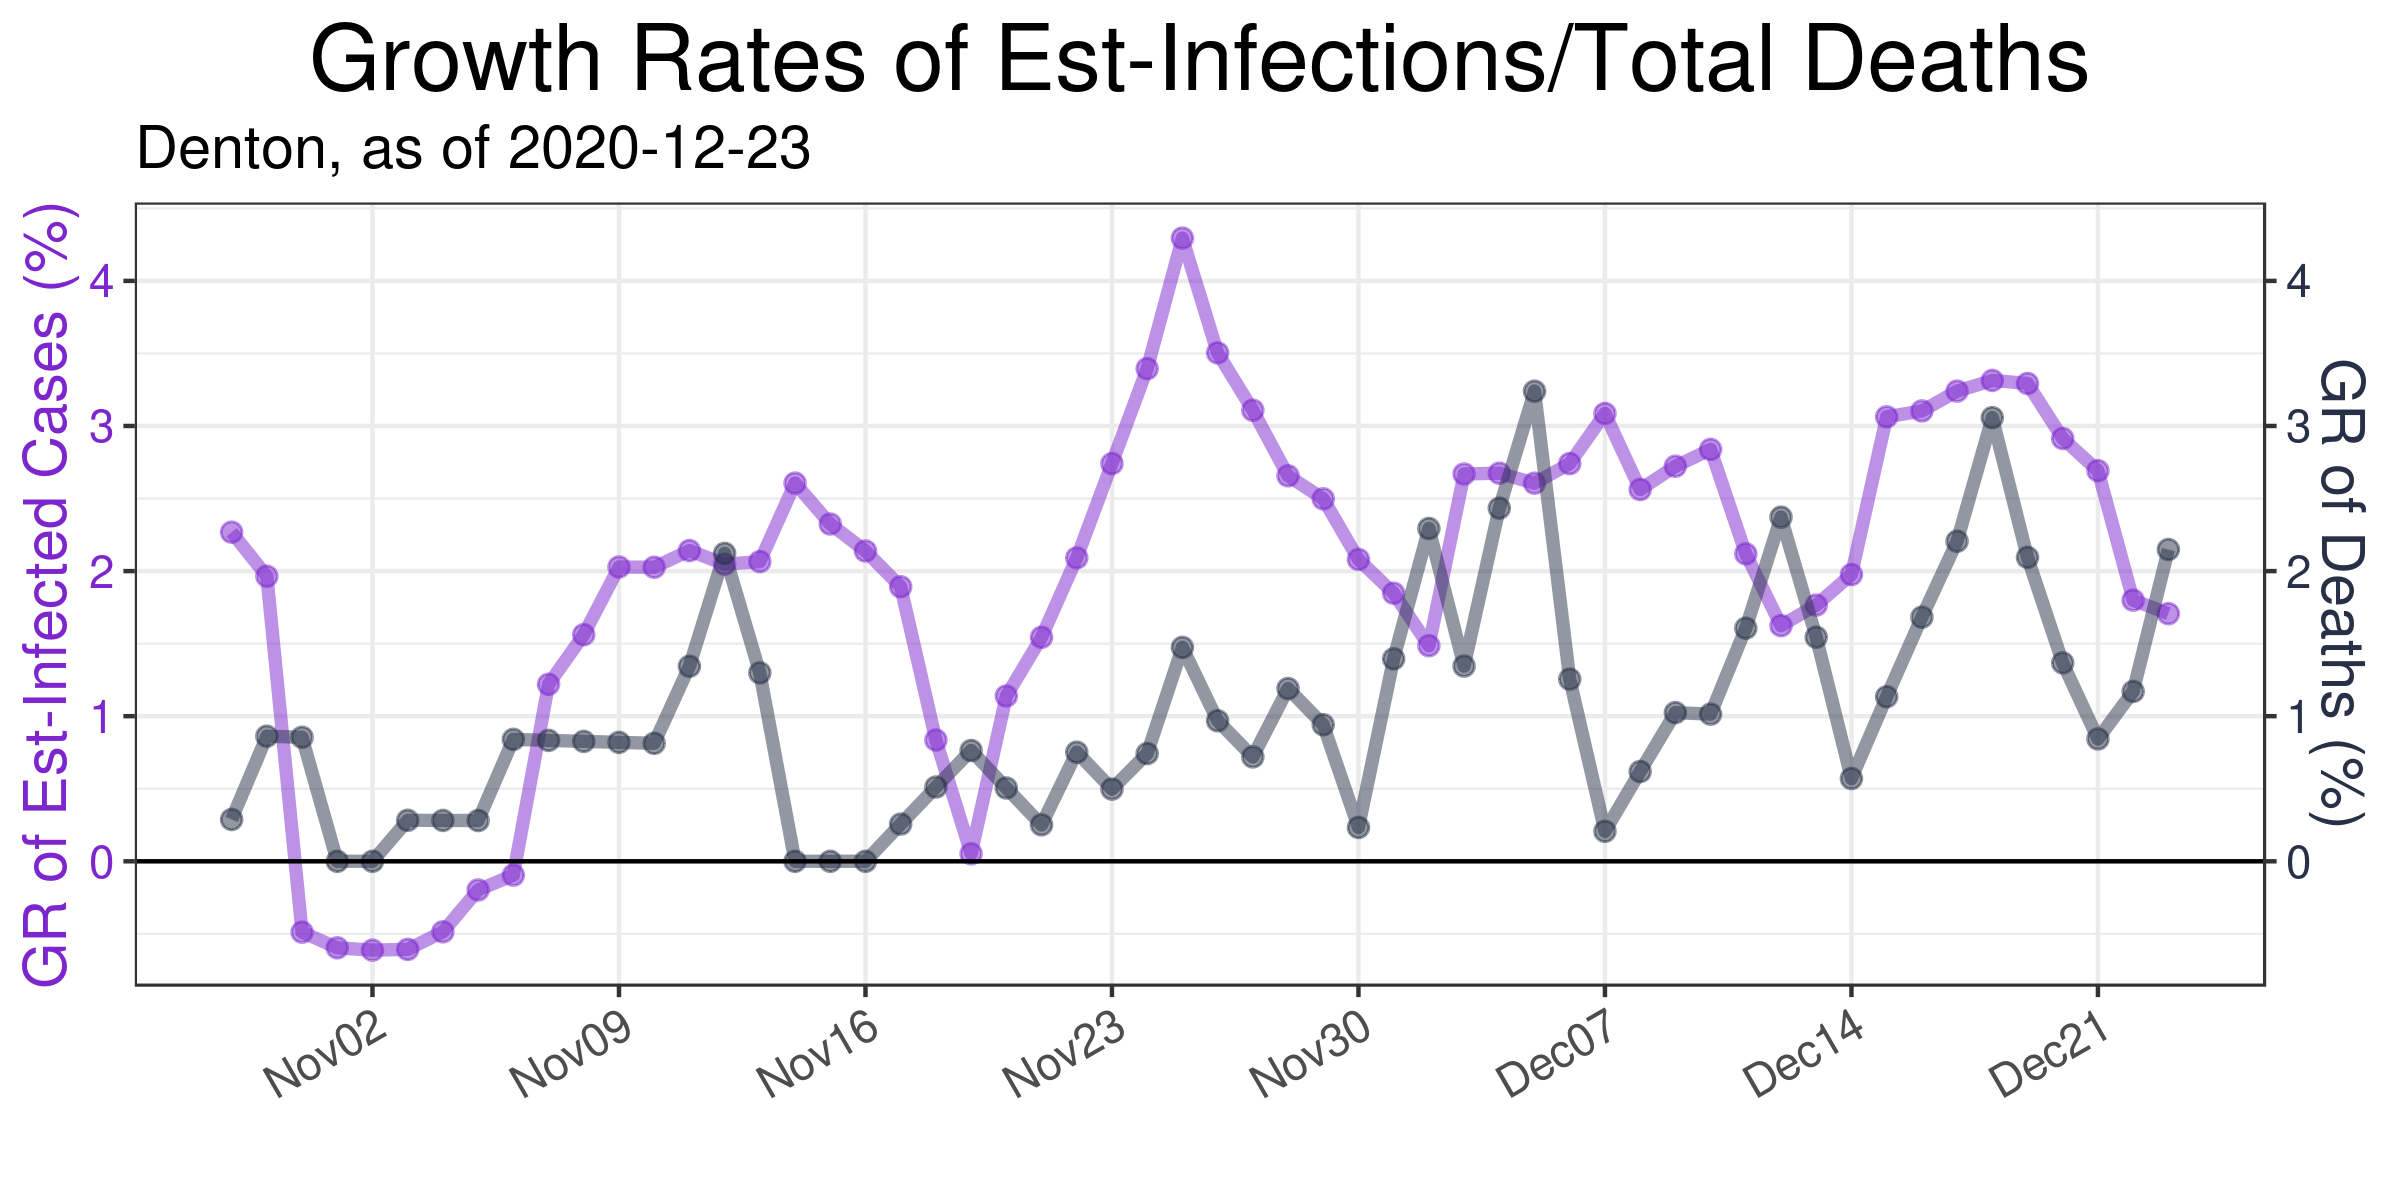 Growth Rates of Est-Infections/Total Deaths
Denton, as of 2020-12-23
GR of Est-Infected Cases (%)
4
3
2
1
0
4
3
2
1
0
GR of Deaths (%)
Nov02
Nov09
Nov16
Nov23
Nov30
Dec07
Dec14
Dec21